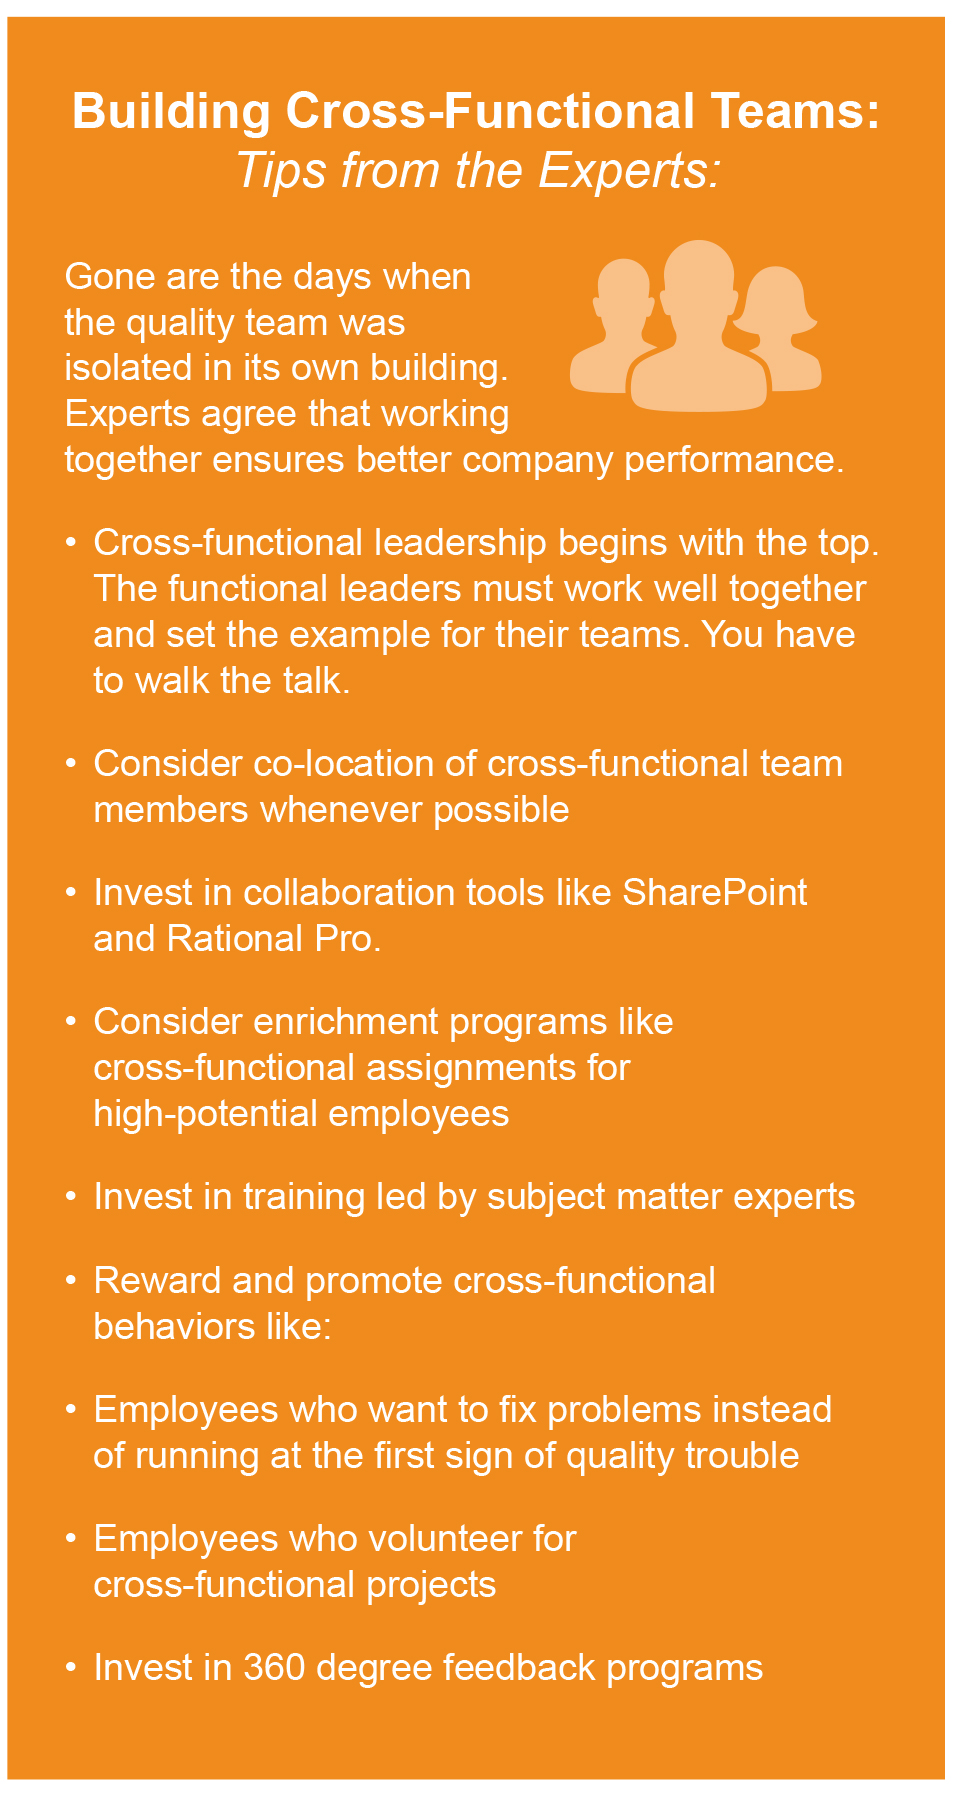 Building Cross-Functional Teams:
Tips from the Experts:
Gone are the days when
the quality team was
isolated in its own building.
Experts agree that working
together ensures better company performance.
• Cross-functional leadership begins with the top.
The functional leaders must work well together
and set the example for their teams. You have
to walk the talk.
• Consider co-location of cross-functional team
members whenever possible
• Invest in collaboration tools like SharePoint
and Rational Pro.
• Consider enrichment programs like
cross-functional assignments for
high-potential employees
• Invest in training led by subject matter experts
• Reward and promote cross-functional
behaviors like:
• Employees who want to fix problems instead
of running at the first sign of quality trouble
• Employees who volunteer for
cross-functional projects
• Invest in 360 degree feedback programs